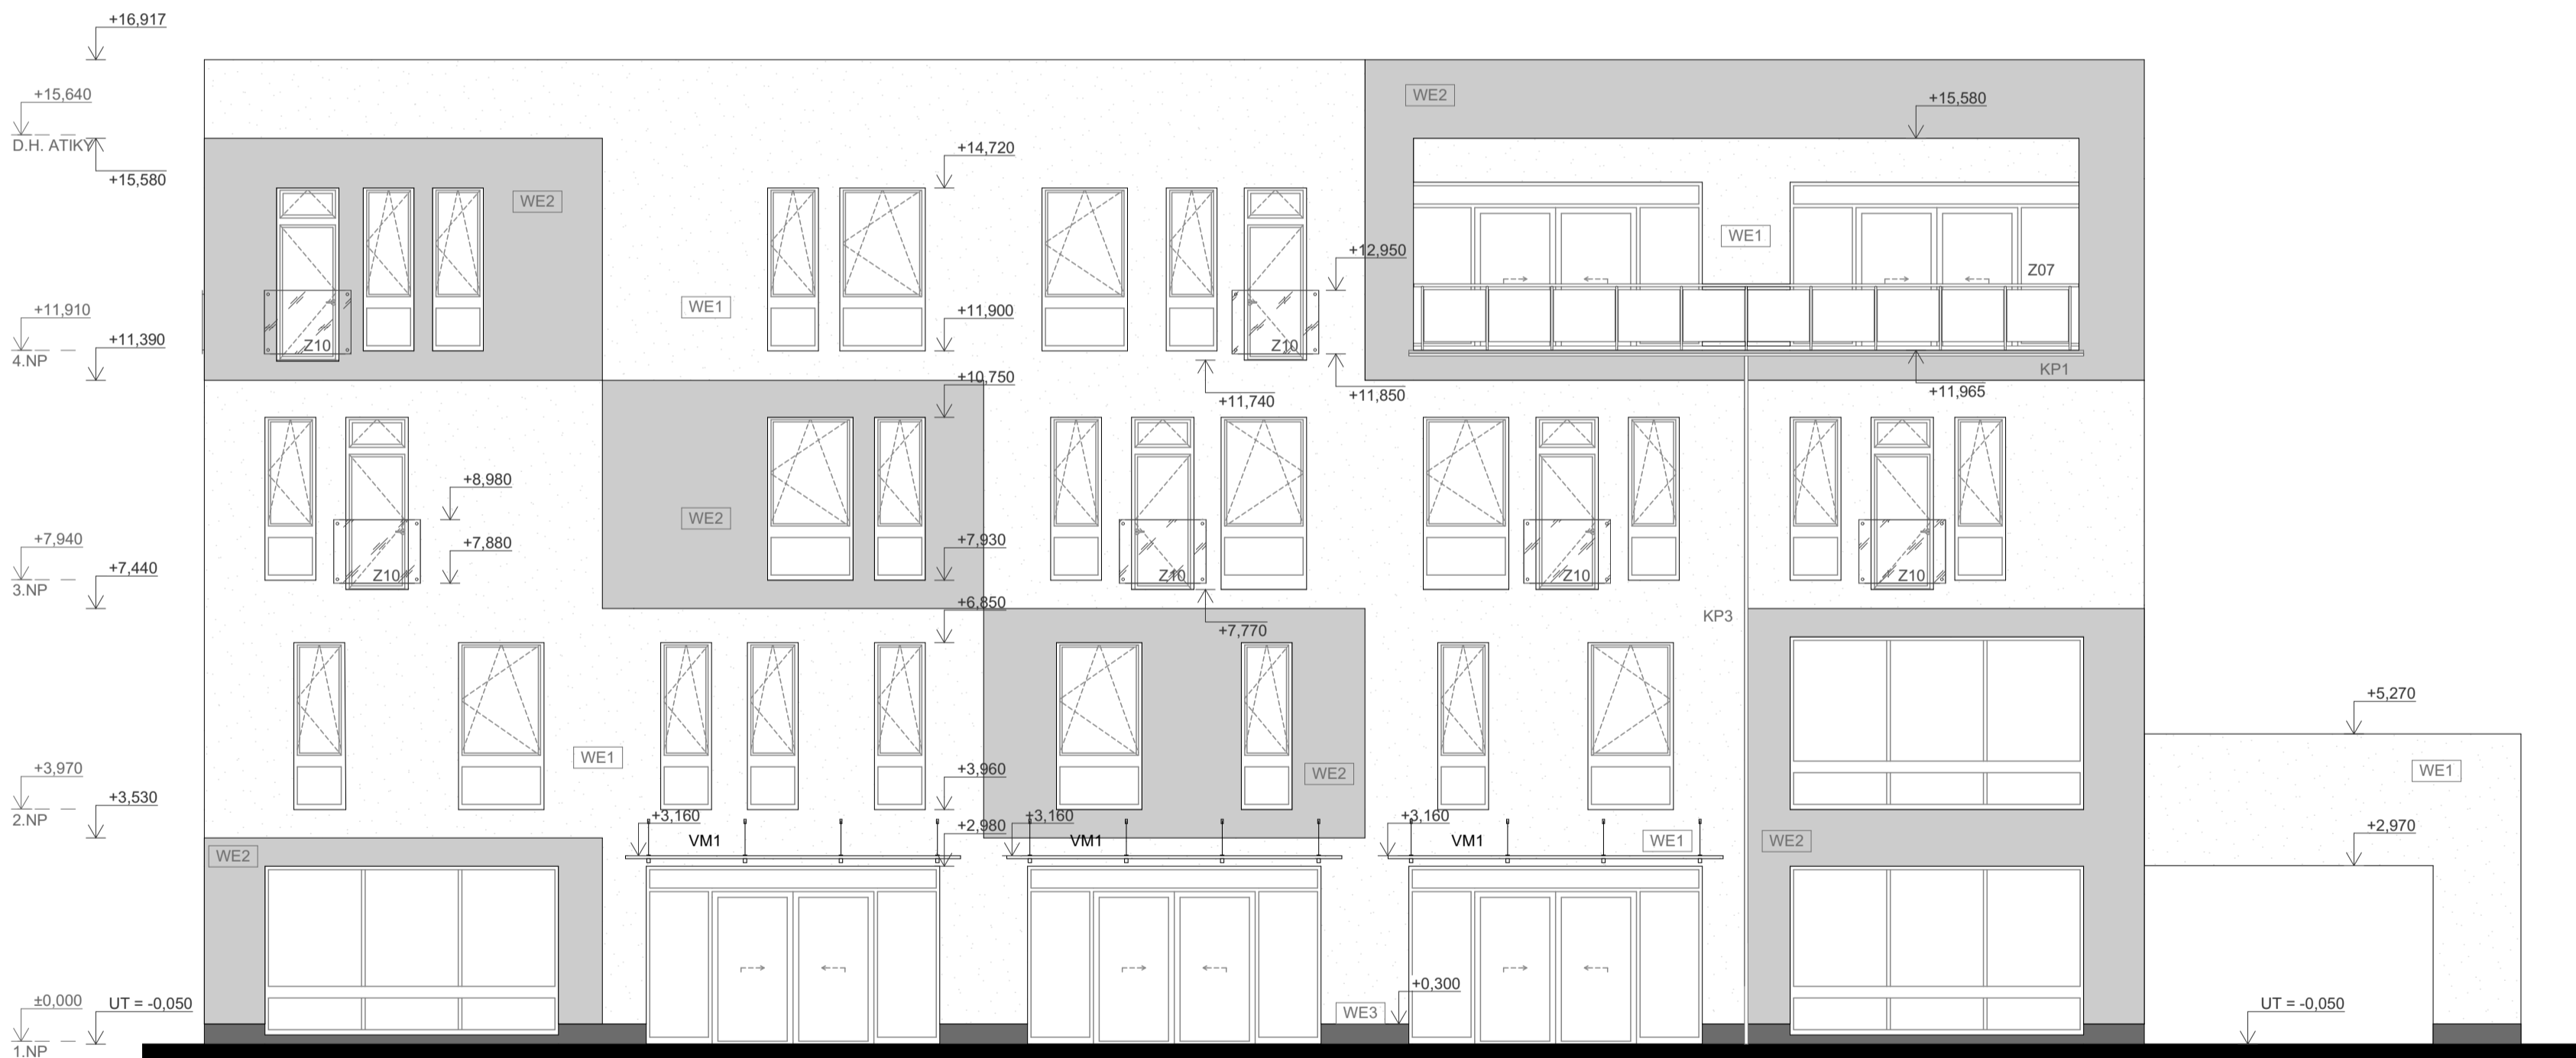 +16,917
+15,640
WE2
+15,580
D.H. ATIKY
+14,720
+15,580
WE2
WE1
+12,950
Z07
WE1
+11,910
+11,900
+11,390
Z10
Z10
4.NP
KP1
+10,750
+11,740
+11,850
+11,965
+8,980
WE2
+7,940
+7,930
+7,880
+7,440
Z10
Z10
Z10
Z10
3.NP
+6,850
KP3
+7,770
+5,270
WE1
+3,970
+3,960
WE2
WE1
+3,530
2.NP
+3,160
+3,160
+3,160
+2,980
+2,970
VM1
VM1
VM1
WE1
WE2
WE2
+0,300
±0,000
UT = -0,050
UT = -0,050
WE3
1.NP